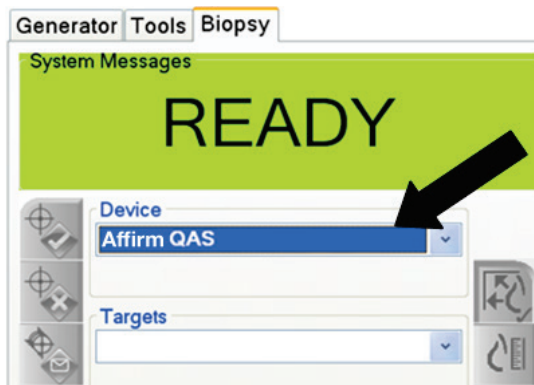 Generator Tools Biopsy
System Messages
READY
Device
Affirm QAS
Targets